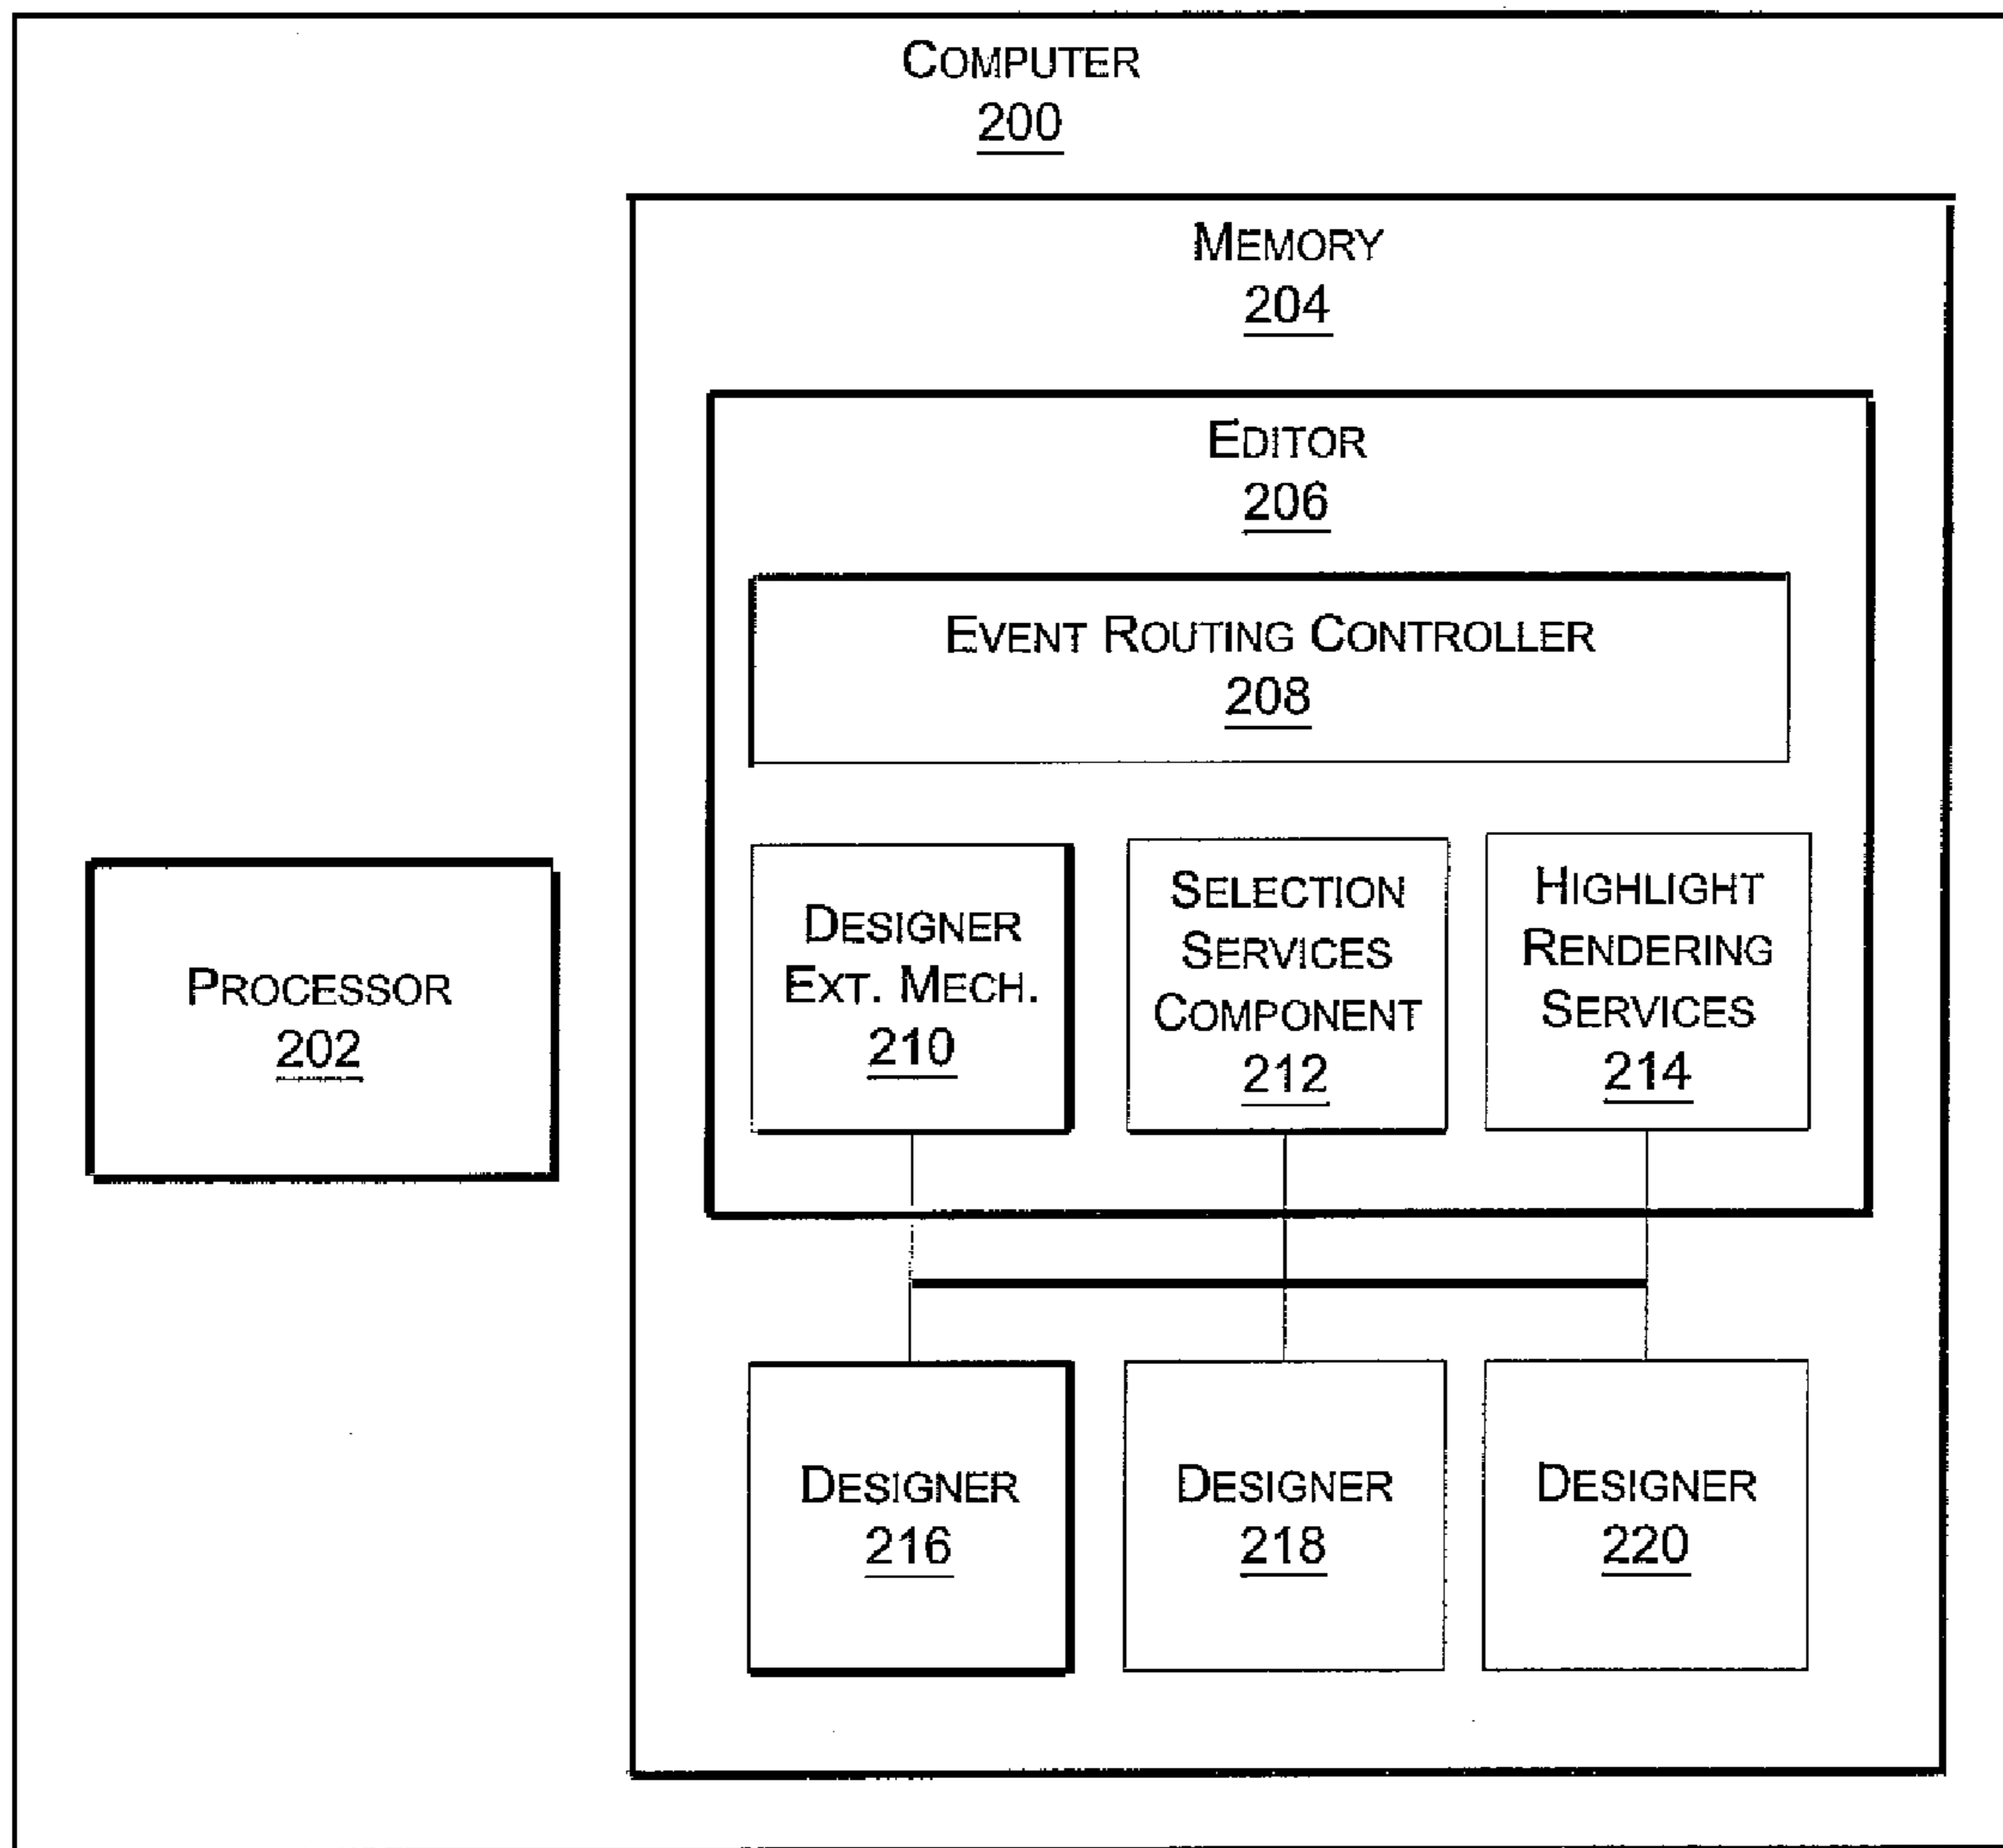 COMPUTER
200
MEMORY
204
EDITOR
206
EVENT ROUTING CONTROLLER
208
DESIGNER
EXT. MECH.
210
SELECTION
SERVICES
COMPONENT
212
HIGHLIGHT
RENDERING
SERVICES
214
PROCESSOR
202
DESIGNER
216
DESIGNER
218
DESIGNER
220